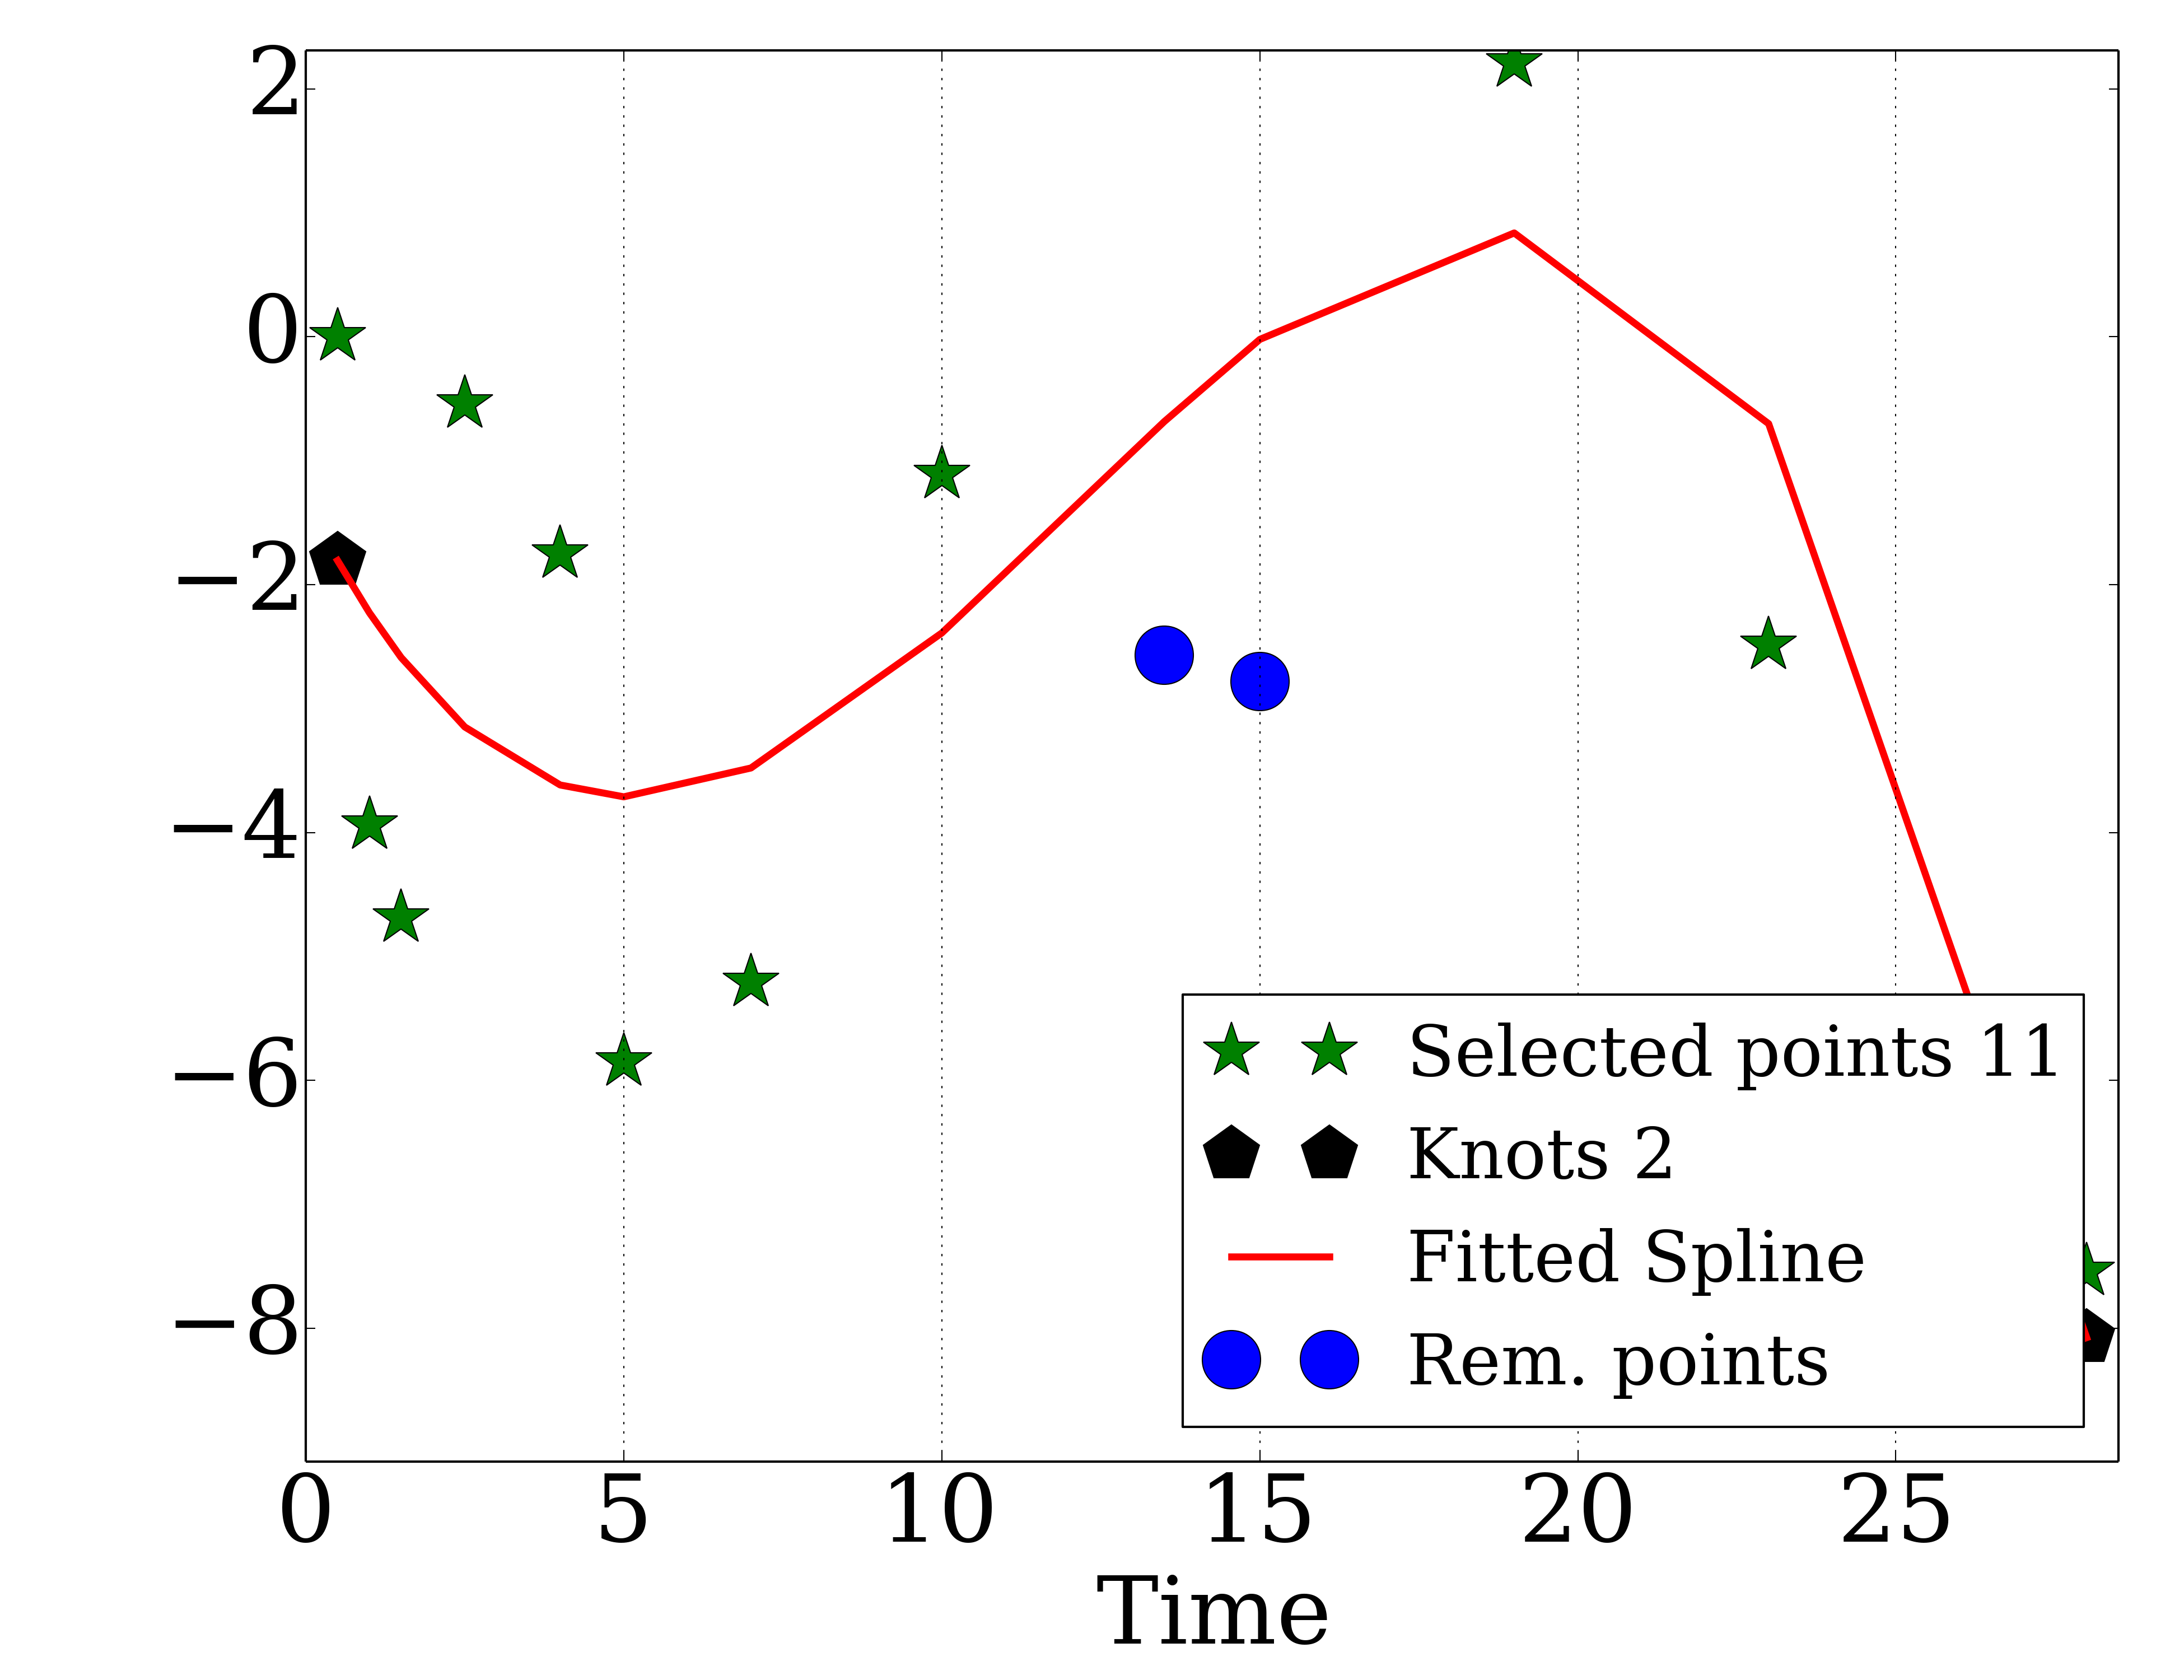 2
0
−2
−4
−6
−8
Selected points 11
Knots 2
Fitted Spline
Rem. points
0 5 10 15 20 25
Time